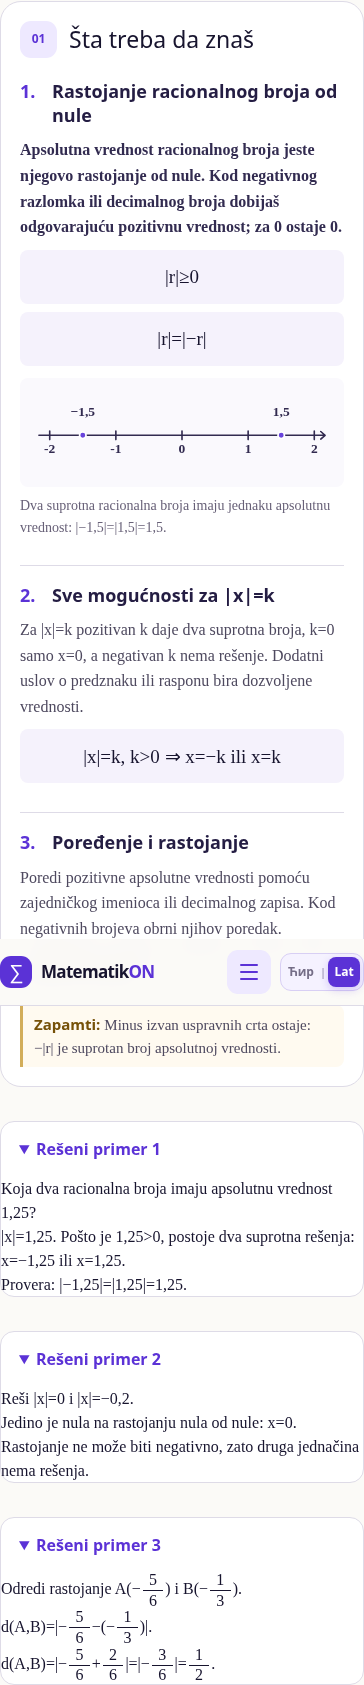 01 Šta treba da znaš
1. Rastojanje racionalnog broja od
nule
Apsolutna vrednost racionalnog broja jeste
njegovo rastojanje od nule. Kod negativnog
razlomka ili decimalnog broja dobijaš
odgovarajuću pozitivnu vrednost; za 0 ostaje 0.
|r|≥0
|r|=|−r|
−1,5 1,5
-2 -1 0 1 2
Dva suprotna racionalna broja imaju jednaku apsolutnu
vrednost: |−1,5|=|1,5|=1,5.
2. Sve mogućnosti za |x|=k
Za |x|=k pozitivan k daje dva suprotna broja, k=0
samo x=0, a negativan k nema rešenje. Dodatni
uslov o predznaku ili rasponu bira dozvoljene
vrednosti.
|x|=k, k>0 ⇒ x=−k ili x=k
3. Poređenje i rastojanje
Poredi pozitivne apsolutne vrednosti pomoću
zajedničkog imenioca ili decimalnog zapisa. Kod
negativnih brojeva obrni njihov poredak.
∑ MatematikON Ћир | Lat
Zapamti: Minus izvan uspravnih crta ostaje:
−|r| je suprotan broj apsolutnoj vrednosti.
▼ Rešeni primer 1
Koja dva racionalna broja imaju apsolutnu vrednost
1,25?
|x|=1,25. Pošto je 1,25>0, postoje dva suprotna rešenja:
x=−1,25 ili x=1,25.
Provera: |−1,25|=|1,25|=1,25.
▼ Rešeni primer 2
Reši |x|=0 i |x|=−0,2.
Jedino je nula na rastojanju nula od nule: x=0.
Rastojanje ne može biti negativno, zato druga jednačina
nema rešenja.
▼ Rešeni primer 3
Odredi rastojanje A(−5/6) i B(−1/3).
d(A,B)=|−5/6−(−1/3)|.
d(A,B)=|−5/6+2/6|=|−3/6|=1/2.